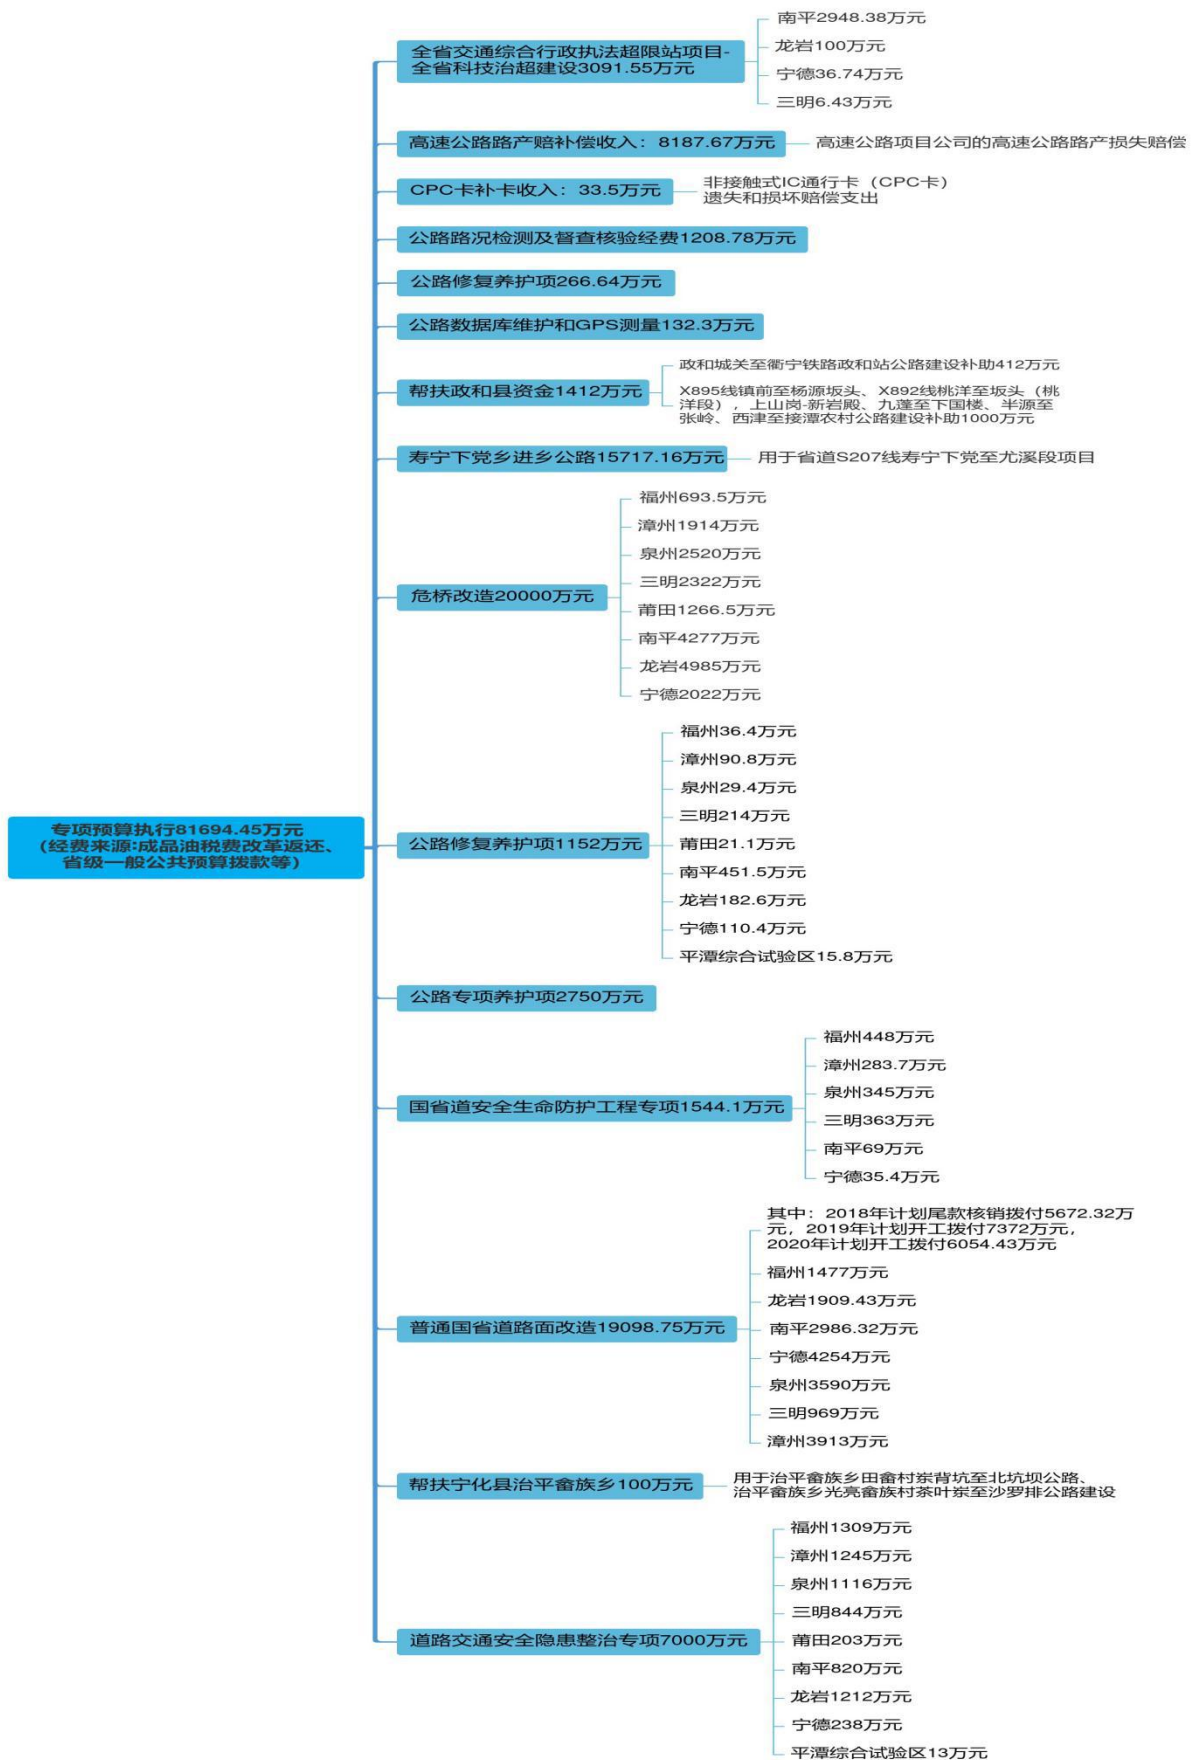 专项预算执行81694.45万元
(经费来源:成品油税费改革返还、
省级一般公共预算拨款等)
全省交通综合行政执法超限站项目-
全省科技治超建设3091.55万元
南平2948.38万元
龙岩100万元
宁德36.74万元
三明6.43万元
高速公路路产赔补偿收入：8187.67万元
高速公路项目公司的高速公路路产损失赔偿
CPC卡补卡收入：33.5万元
非接触式IC通行卡（CPC卡）
遗失和损坏赔偿支出
公路路况检测及督查核验经费1208.78万元
公路修复养护项266.64万元
公路数据库维护和GPS测量132.3万元
帮扶政和县资金1412万元
政和城关至衢宁铁路政和站公路建设补助412万元
X895线镇前至杨源坂头、X892线桃洋至坂头（桃
洋段），上山岗-新岩殿、九蓬至下国楼、半源至
张岭、西津至接潭农村公路建设补助1000万元
寿宁下党乡进乡公路15717.16万元
用于省道S207线寿宁下党至尤溪段项目
危桥改造20000万元
福州693.5万元
漳州1914万元
泉州2520万元
三明2322万元
莆田1266.5万元
南平4277万元
龙岩4985万元
宁德2022万元
公路修复养护项1152万元
福州36.4万元
漳州90.8万元
泉州29.4万元
三明214万元
莆田21.1万元
南平451.5万元
龙岩182.6万元
宁德110.4万元
平潭综合试验区15.8万元
公路专项养护项2750万元
国省道安全生命防护工程专项1544.1万元
福州448万元
漳州283.7万元
泉州345万元
三明363万元
南平69万元
宁德35.4万元
普通国省道路面改造19098.75万元
其中：2018年计划尾款核销拨付5672.32万
元，2019年计划开工拨付7372万元，
2020年计划开工拨付6054.43万元
福州1477万元
龙岩1909.43万元
南平2986.32万元
宁德4254万元
泉州3590万元
三明969万元
漳州3913万元
帮扶宁化县治平畲族乡100万元
用于治平畲族乡田畲村岽背坑至北坑坝公路、
治平畲族乡光亮畲族村茶叶岽至沙罗排公路建设
道路交通安全隐患整治专项7000万元
福州1309万元
漳州1245万元
泉州1116万元
三明844万元
莆田203万元
南平820万元
龙岩1212万元
宁德238万元
平潭综合试验区13万元